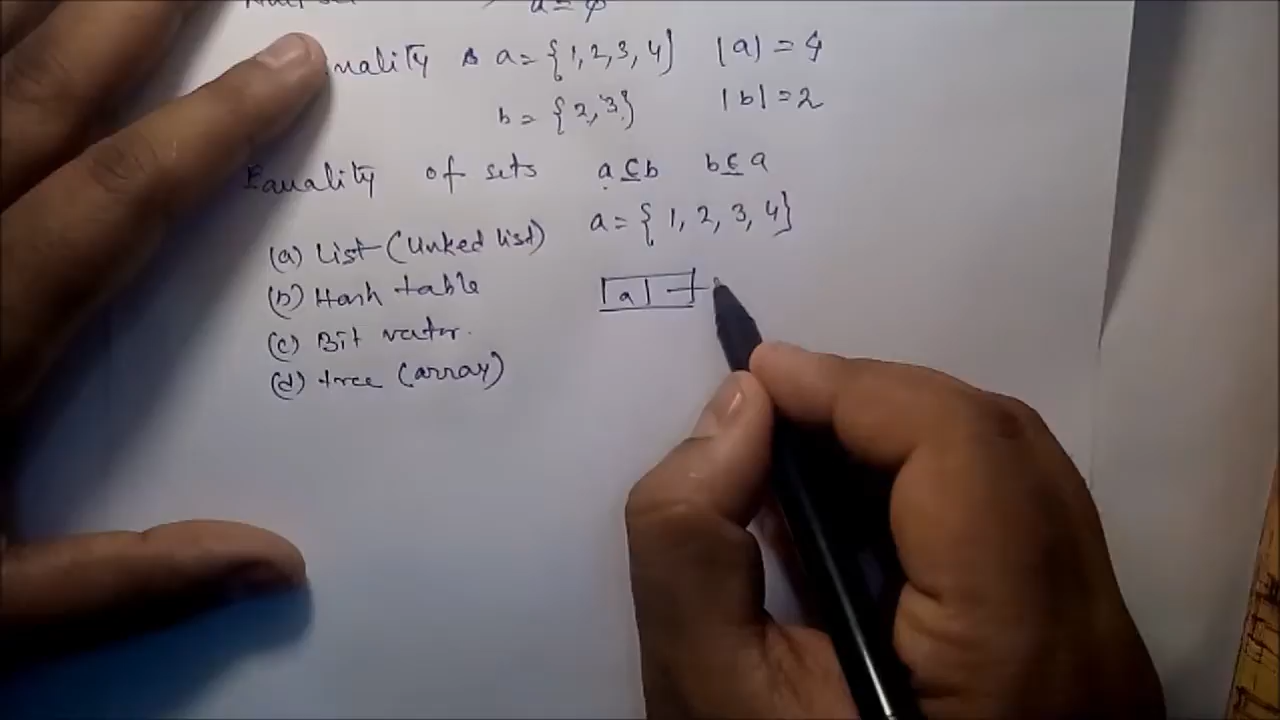 a = φ
a = {1, 2, 3, 4} |a| = 4
b = {2, 3} |b| = 2
Equality of sets a ⊆ b b ⊆ a
a = { 1, 2, 3, 4}
(a) List (Linked list)
(b) Hash table
(c) Bit vector.
(d) tree (array)
a